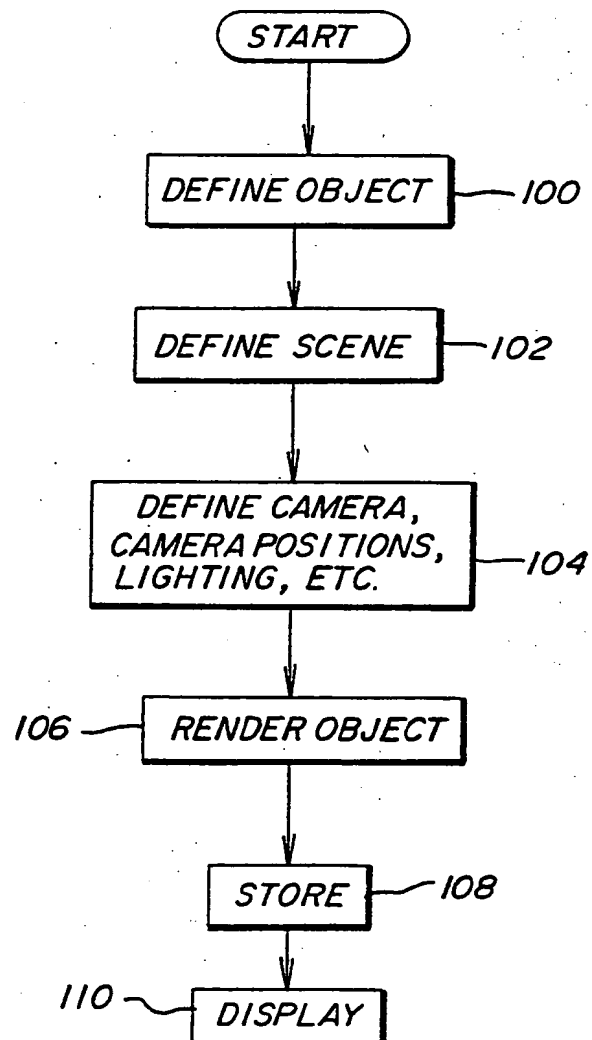 START
DEFINE OBJECT
100
DEFINE SCENE
102
DEFINE CAMERA,
CAMERA POSITIONS,
LIGHTING, ETC.
104
106
RENDER OBJECT
STORE
108
110
DISPLAY